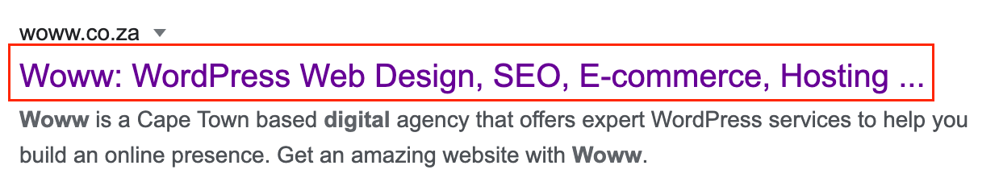 woww.co.za
Woww: WordPress Web Design, SEO, E-commerce, Hosting ...
Woww is a Cape Town based digital agency that offers expert WordPress services to help you
build an online presence. Get an amazing website with Woww.